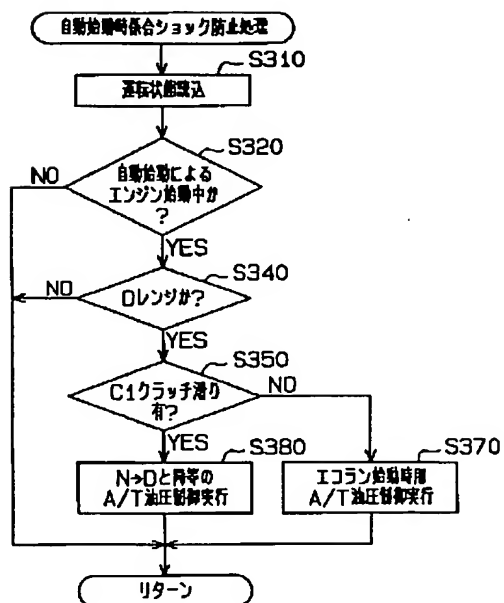 自動始動時係合ショック防止処理
S310
運転状態読込
S320
NO
自動始動による
エンジン始動中か
?
YES
S340
NO
Dレンジか?
YES
S350
C1クラッチ滑り
有?
NO
YES
S380
N→Dと同等の
A/T油圧制御実行
S370
エコラン始動時用
A/T油圧制御実行
リターン